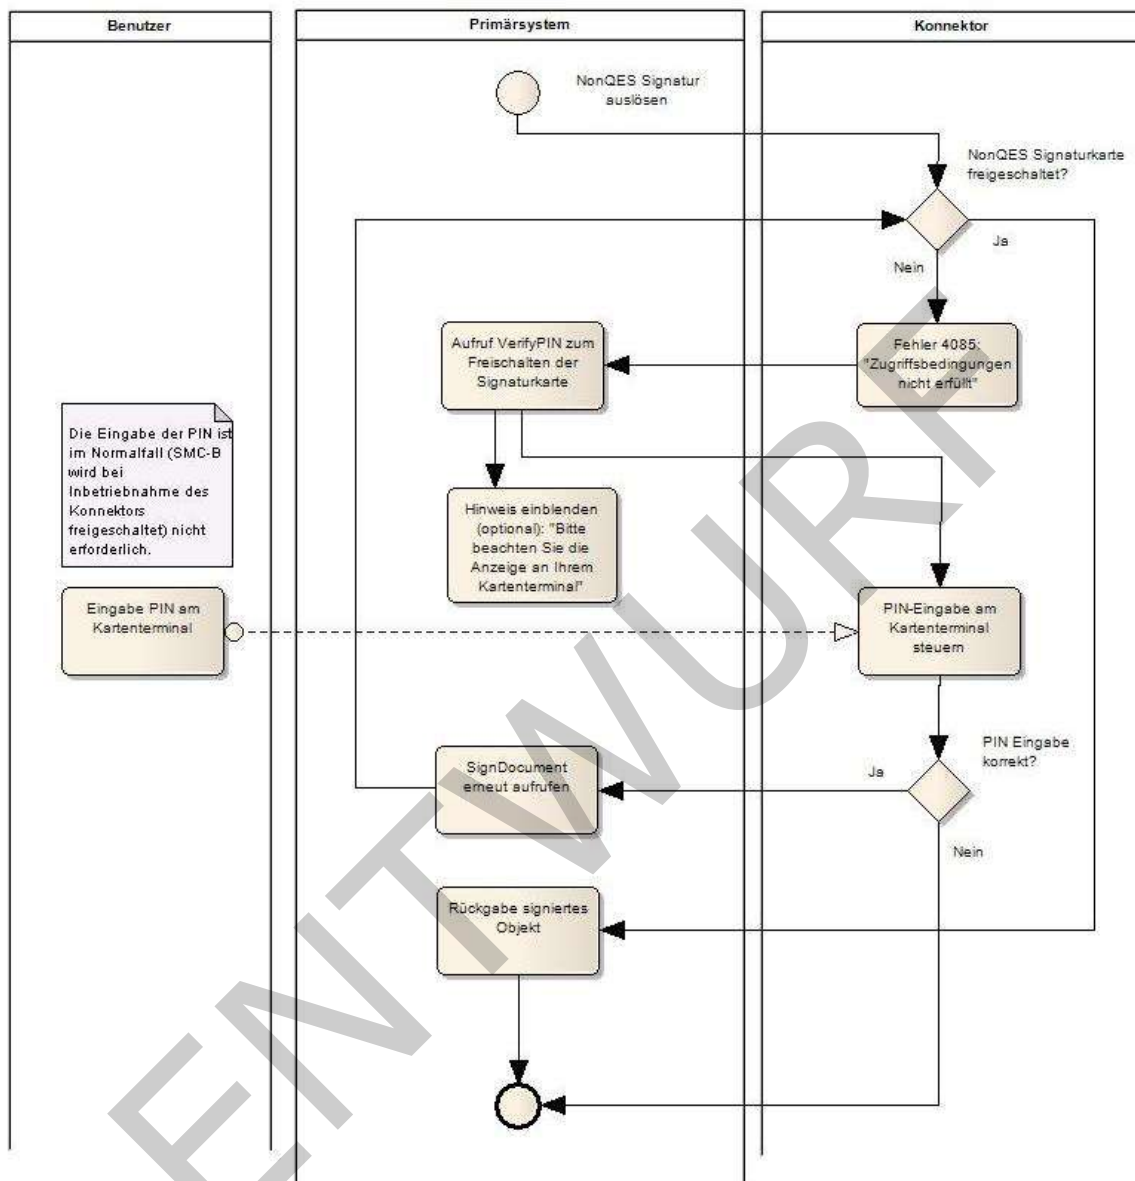 Benutzer
Primärsystem
Konnektor
NonQES Signatur
auslösen
NonQES Signaturkarte
freigeschaltet?
Ja
Nein
Aufruf VerifyPIN zum
Freischalten der
Signaturkarte
Fehler 4085:
"Zugriffsbedingungen
nicht erfüllt"
Die Eingabe der PIN ist
im Normalfall (SMC-B
wird bei
Inbetriebnahme des
Konnektors
freigeschaltet) nicht
erforderlich.
Hinweis einblenden
(optional): "Bitte
beachten Sie die
Anzeige an Ihrem
Kartenterminal"
Eingabe PIN am
Kartenterminal
PIN-Eingabe am
Kartenterminal
steuern
PIN Eingabe
korrekt?
Ja
SignDocument
erneut aufrufen
Nein
Rückgabe signiertes
Objekt
ENTWURF